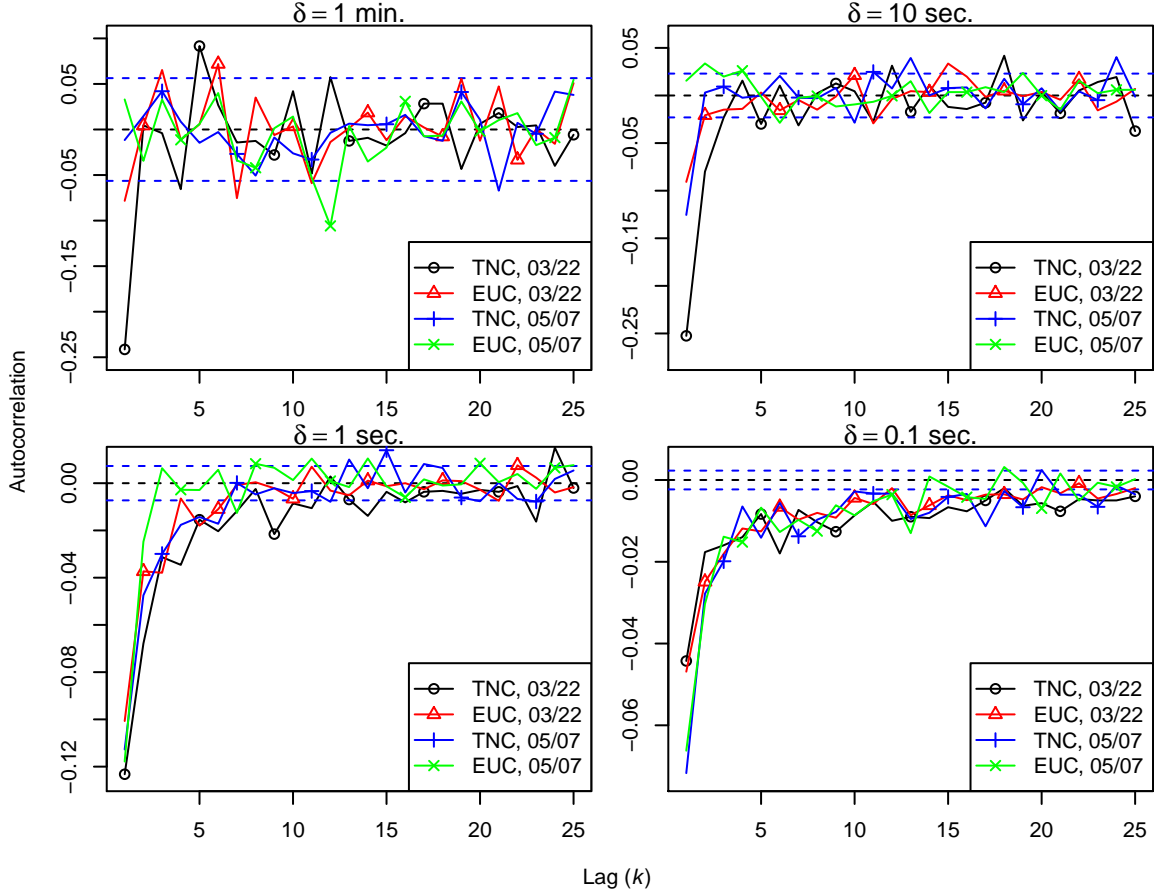 δ = 1 min.
0.05
−0.05
−0.15
−0.25
5
10
15
20
25
TNC, 03/22
EUC, 03/22
TNC, 05/07
EUC, 05/07
δ = 10 sec.
0.05
−0.05
−0.15
−0.25
5
10
15
20
25
TNC, 03/22
EUC, 03/22
TNC, 05/07
EUC, 05/07
δ = 1 sec.
0.00
−0.04
−0.08
−0.12
5
10
15
20
25
TNC, 03/22
EUC, 03/22
TNC, 05/07
EUC, 05/07
δ = 0.1 sec.
0.00
−0.02
−0.04
−0.06
5
10
15
20
25
TNC, 03/22
EUC, 03/22
TNC, 05/07
EUC, 05/07
Autocorrelation
Lag (k)